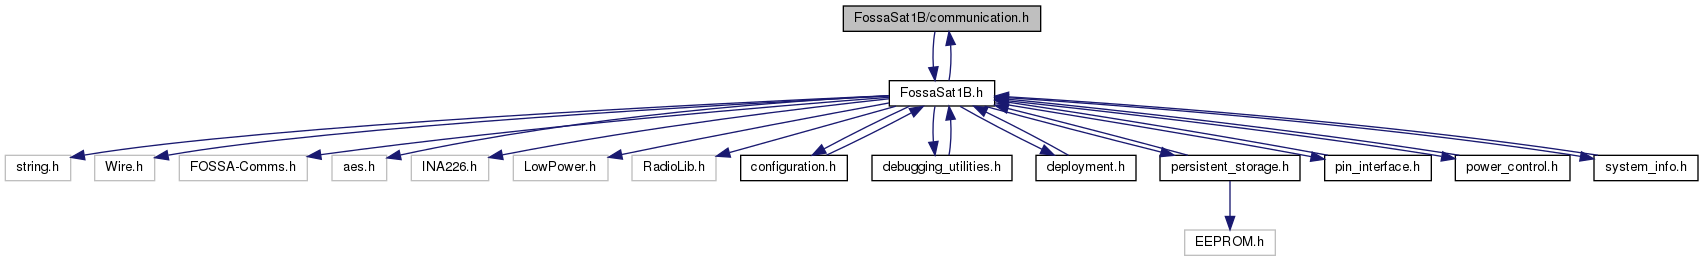 FossaSat1B/communication.h
FossaSat1B.h
string.h
Wire.h
FOSSA-Comms.h
aes.h
INA226.h
LowPower.h
RadioLib.h
configuration.h
debugging_utilities.h
deployment.h
persistent_storage.h
pin_interface.h
power_control.h
system_info.h
EEPROM.h